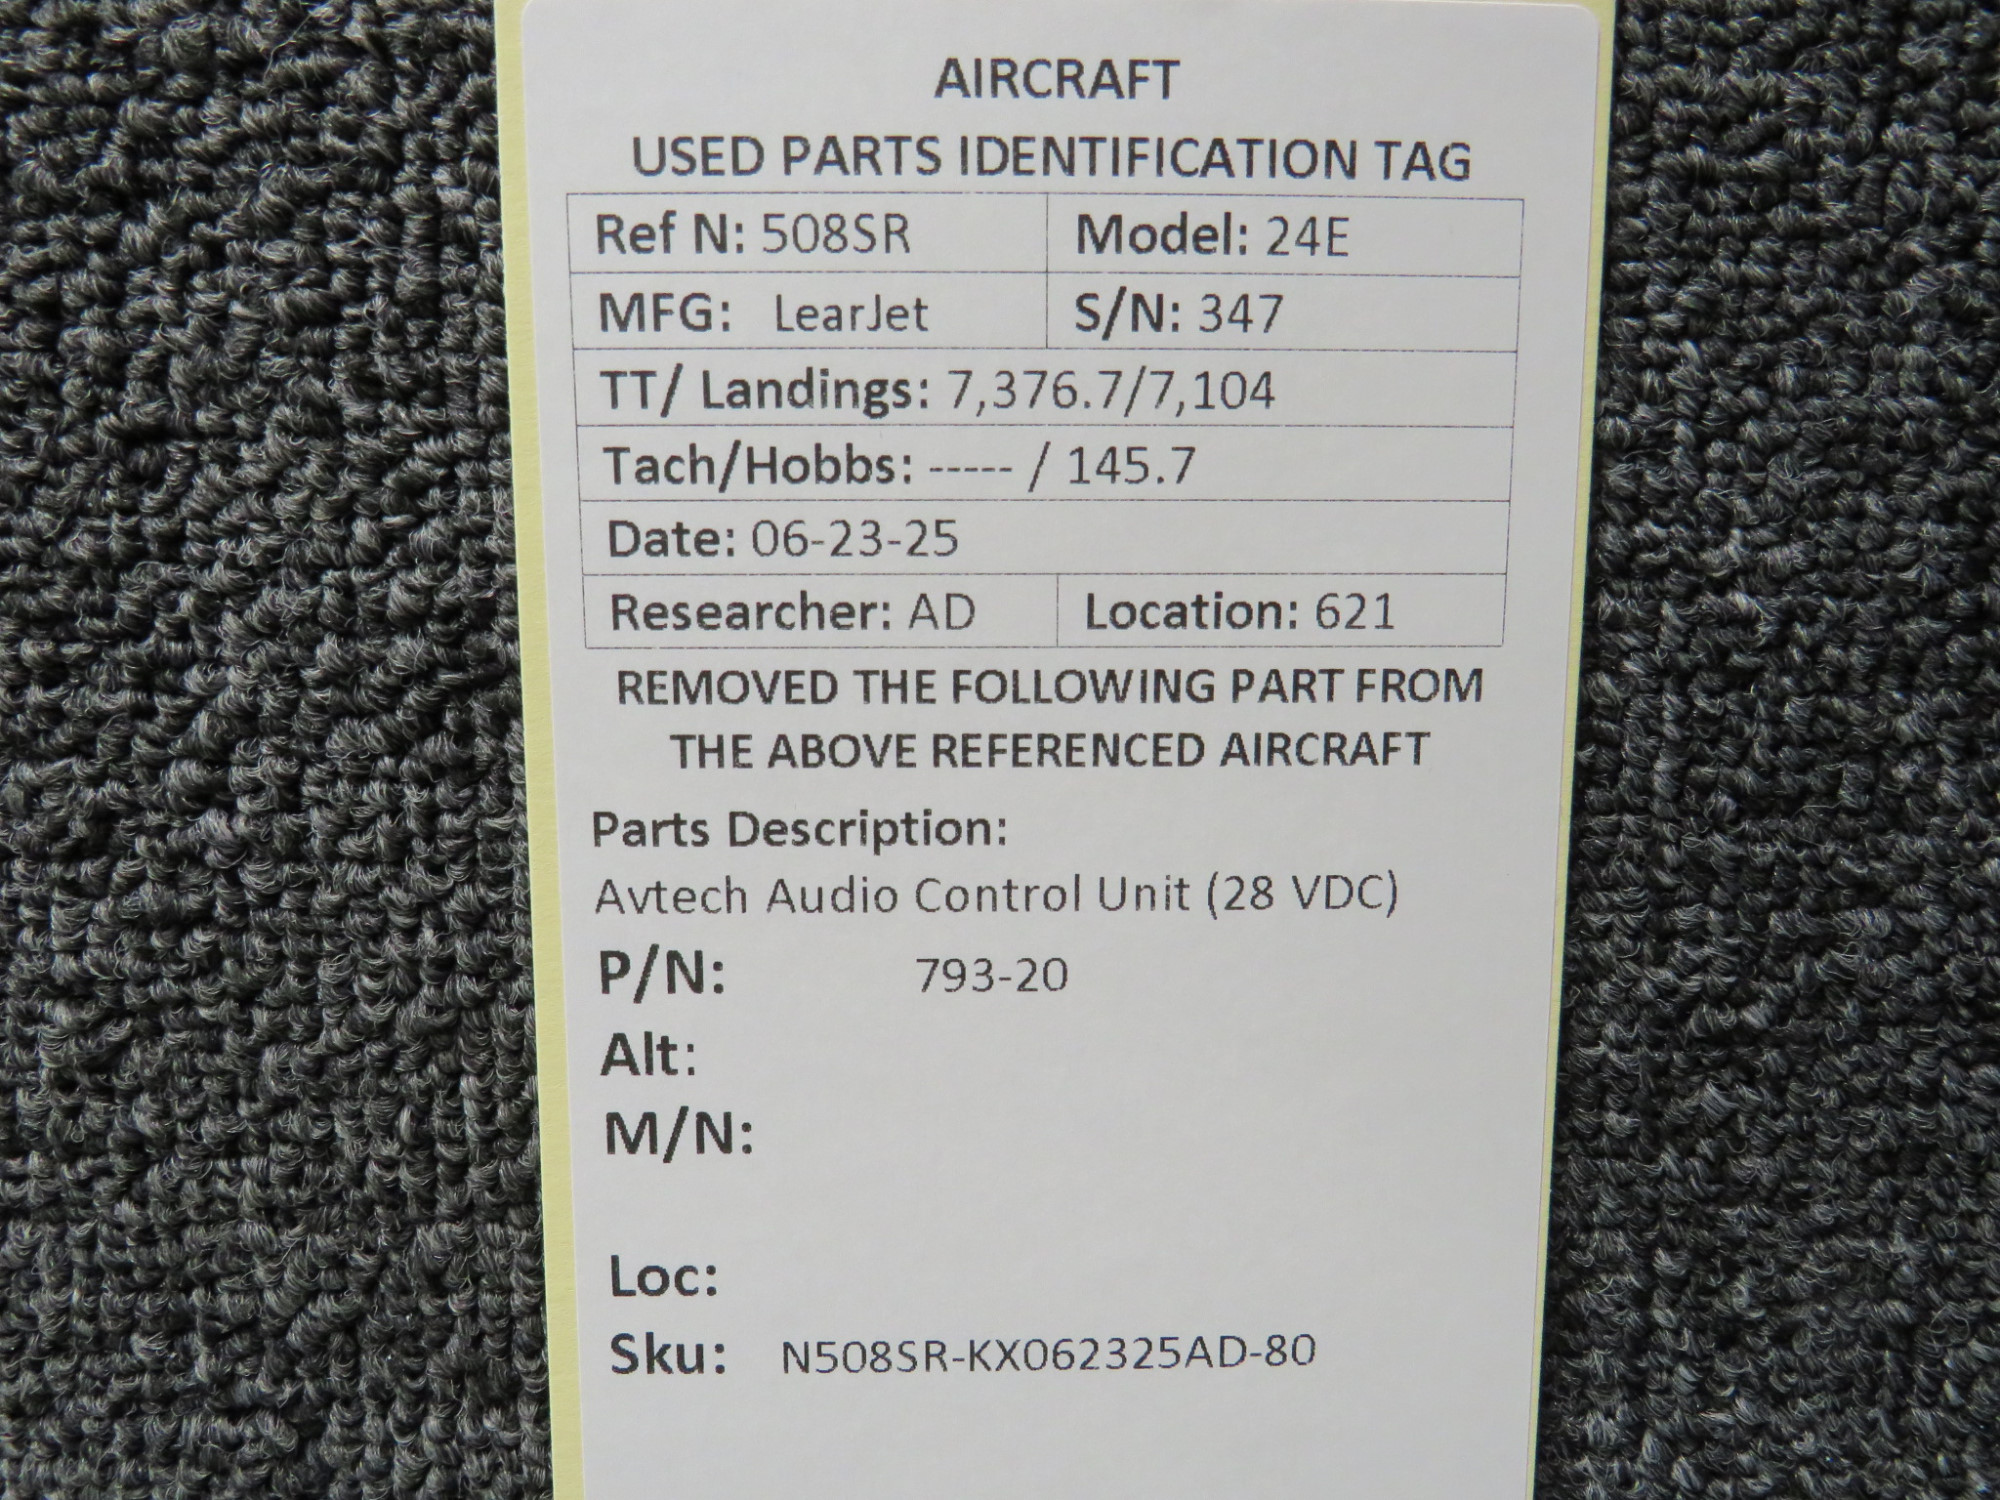 AIRCRAFT
USED PARTS IDENTIFICATION TAG
Ref N: 508SR Model: 24E
MFG: LearJet S/N: 347
TT/ Landings: 7,376.7/7,104
Tach/Hobbs: ----- / 145.7
Date: 06-23-25
Researcher: AD Location: 621
REMOVED THE FOLLOWING PART FROM
THE ABOVE REFERENCED AIRCRAFT
Parts Description:
Avtech Audio Control Unit (28 VDC)
P/N: 793-20
Alt:
M/N:
Loc:
Sku: N508SR-KX062325AD-80